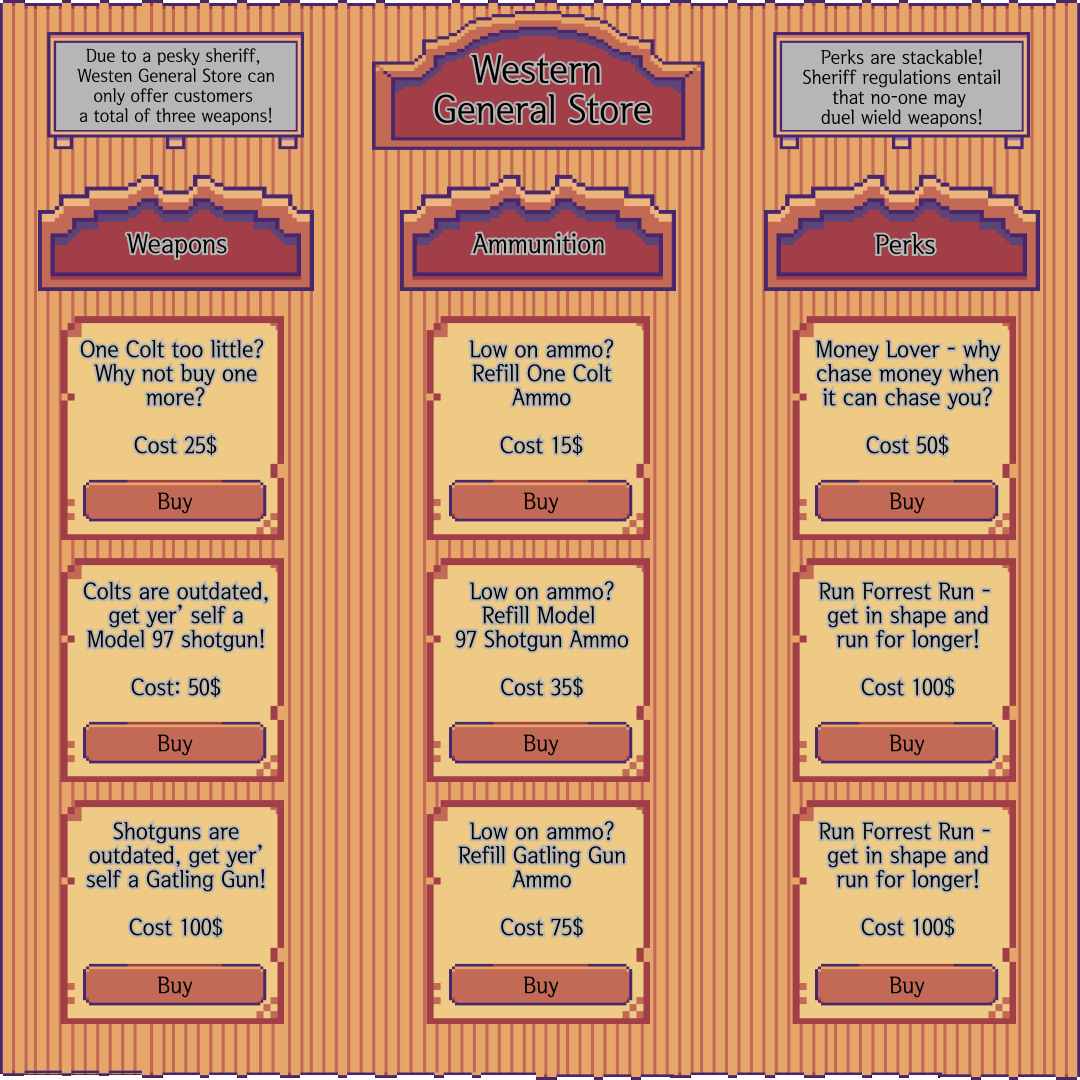 Due to a pesky sheriff,
Westen General Store can
only offer customers
a total of three weapons!
Western
General Store
Perks are stackable!
Sheriff regulations entail
that no-one may
duel wield weapons!
Weapons
Ammunition
Perks
One Colt too little?
Why not buy one
more?
Cost 25$
Buy
Low on ammo?
Refill One Colt
Ammo
Cost 15$
Buy
Money Lover - why
chase money when
it can chase you?
Cost 50$
Buy
Colts are outdated,
get yer' self a
Model 97 shotgun!
Cost: 50$
Buy
Low on ammo?
Refill Model
97 Shotgun Ammo
Cost 35$
Buy
Run Forrest Run -
get in shape and
run for longer!
Cost 100$
Buy
Shotguns are
outdated, get yer'
self a Gatling Gun!
Cost 100$
Buy
Low on ammo?
Refill Gatling Gun
Ammo
Cost 75$
Buy
Run Forrest Run -
get in shape and
run for longer!
Cost 100$
Buy